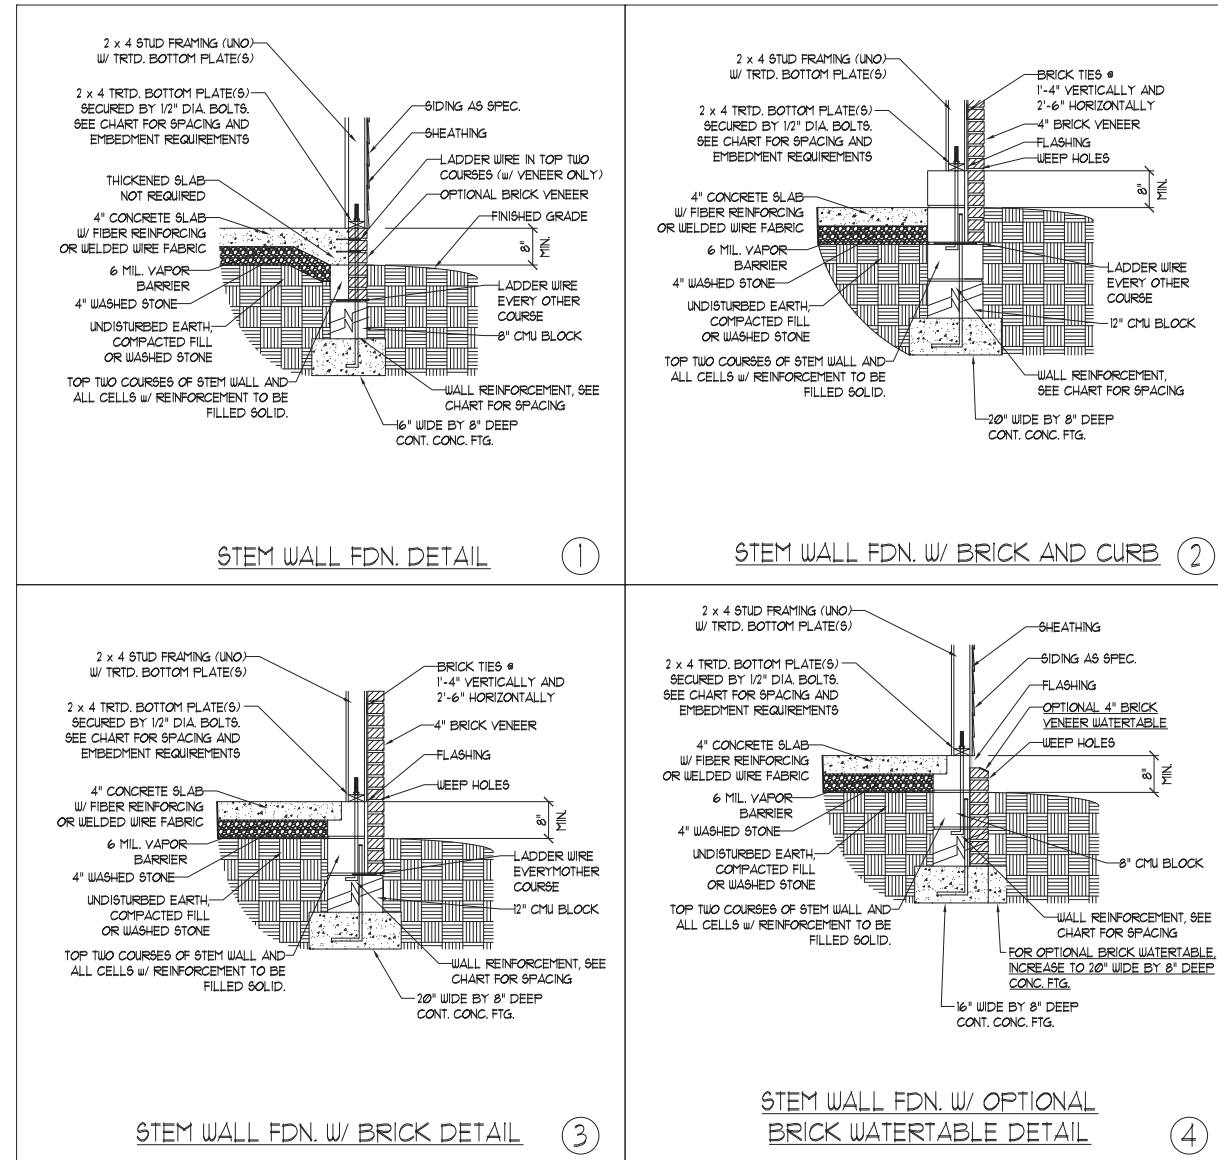 2 x 4 STUD FRAMING (UNO)
W/ TRTD. BOTTOM PLATE(S)
2 x 4 TRTD. BOTTOM PLATE(S)
SECURED BY 1/2" DIA. BOLTS.
SEE CHART FOR SPACING AND
EMBEDMENT REQUIREMENTS
THICKENED SLAB
NOT REQUIRED
4" CONCRETE SLAB
W/ FIBER REINFORCING
OR WELDED WIRE FABRIC
6 MIL. VAPOR
BARRIER
4" WASHED STONE
UNDISTURBED EARTH,
COMPACTED FILL
OR WASHED STONE
TOP TWO COURSES OF STEM WALL AND
ALL CELLS w/ REINFORCEMENT TO BE
FILLED SOLID.
SIDING AS SPEC.
SHEATHING
LADDER WIRE IN TOP TWO
COURSES (w/ VENEER ONLY)
OPTIONAL BRICK VENEER
FINISHED GRADE
8"
MIN.
LADDER WIRE
EVERY OTHER
COURSE
8" CMU BLOCK
WALL REINFORCEMENT, SEE
CHART FOR SPACING
16" WIDE BY 8" DEEP
CONT. CONC. FTG.
STEM WALL FDN. DETAIL
1
2 x 4 STUD FRAMING (UNO)
W/ TRTD. BOTTOM PLATE(S)
2 x 4 TRTD. BOTTOM PLATE(S)
SECURED BY 1/2" DIA. BOLTS.
SEE CHART FOR SPACING AND
EMBEDMENT REQUIREMENTS
4" CONCRETE SLAB
W/ FIBER REINFORCING
OR WELDED WIRE FABRIC
6 MIL. VAPOR
BARRIER
4" WASHED STONE
UNDISTURBED EARTH,
COMPACTED FILL
OR WASHED STONE
TOP TWO COURSES OF STEM WALL AND
ALL CELLS w/ REINFORCEMENT TO BE
FILLED SOLID.
BRICK TIES @
1'-4" VERTICALLY AND
2'-6" HORIZONTALLY
4" BRICK VENEER
FLASHING
WEEP HOLES
8"
MIN.
LADDER WIRE
EVERY OTHER
COURSE
12" CMU BLOCK
WALL REINFORCEMENT,
SEE CHART FOR SPACING
20" WIDE BY 8" DEEP
CONT. CONC. FTG.
STEM WALL FDN. W/ BRICK AND CURB
2
2 x 4 STUD FRAMING (UNO)
W/ TRTD. BOTTOM PLATE(S)
2 x 4 TRTD. BOTTOM PLATE(S)
SECURED BY 1/2" DIA. BOLTS.
SEE CHART FOR SPACING AND
EMBEDMENT REQUIREMENTS
4" CONCRETE SLAB
W/ FIBER REINFORCING
OR WELDED WIRE FABRIC
6 MIL. VAPOR
BARRIER
4" WASHED STONE
UNDISTURBED EARTH,
COMPACTED FILL
OR WASHED STONE
TOP TWO COURSES OF STEM WALL AND
ALL CELLS w/ REINFORCEMENT TO BE
FILLED SOLID.
BRICK TIES @
1'-4" VERTICALLY AND
2'-6" HORIZONTALLY
4" BRICK VENEER
FLASHING
WEEP HOLES
8"
MIN.
LADDER WIRE
EVERYMOTHER
COURSE
12" CMU BLOCK
WALL REINFORCEMENT, SEE
CHART FOR SPACING
20" WIDE BY 8" DEEP
CONT. CONC. FTG.
STEM WALL FDN. W/ BRICK DETAIL
3
2 x 4 STUD FRAMING (UNO)
W/ TRTD. BOTTOM PLATE(S)
2 x 4 TRTD. BOTTOM PLATE(S)
SECURED BY 1/2" DIA. BOLTS.
SEE CHART FOR SPACING AND
EMBEDMENT REQUIREMENTS
4" CONCRETE SLAB
W/ FIBER REINFORCING
OR WELDED WIRE FABRIC
6 MIL. VAPOR
BARRIER
4" WASHED STONE
UNDISTURBED EARTH,
COMPACTED FILL
OR WASHED STONE
TOP TWO COURSES OF STEM WALL AND
ALL CELLS w/ REINFORCEMENT TO BE
FILLED SOLID.
SHEATHING
SIDING AS SPEC.
FLASHING
OPTIONAL 4" BRICK
VENEER WATERTABLE
WEEP HOLES
8"
MIN.
8" CMU BLOCK
WALL REINFORCEMENT, SEE
CHART FOR SPACING
FOR OPTIONAL BRICK WATERTABLE,
INCREASE TO 20" WIDE BY 8" DEEP
CONC. FTG.
16" WIDE BY 8" DEEP
CONT. CONC. FTG.
STEM WALL FDN. W/ OPTIONAL
BRICK WATERTABLE DETAIL
4